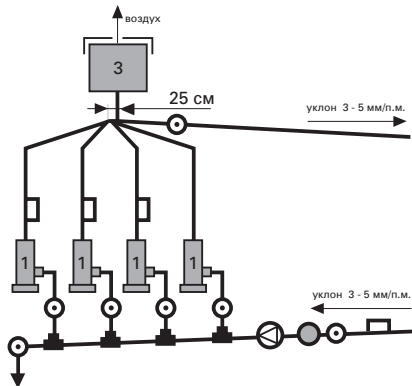 воздух
3
25 см
уклон 3 - 5 мм/п.м.
1 1 1 1
уклон 3 - 5 мм/п.м.